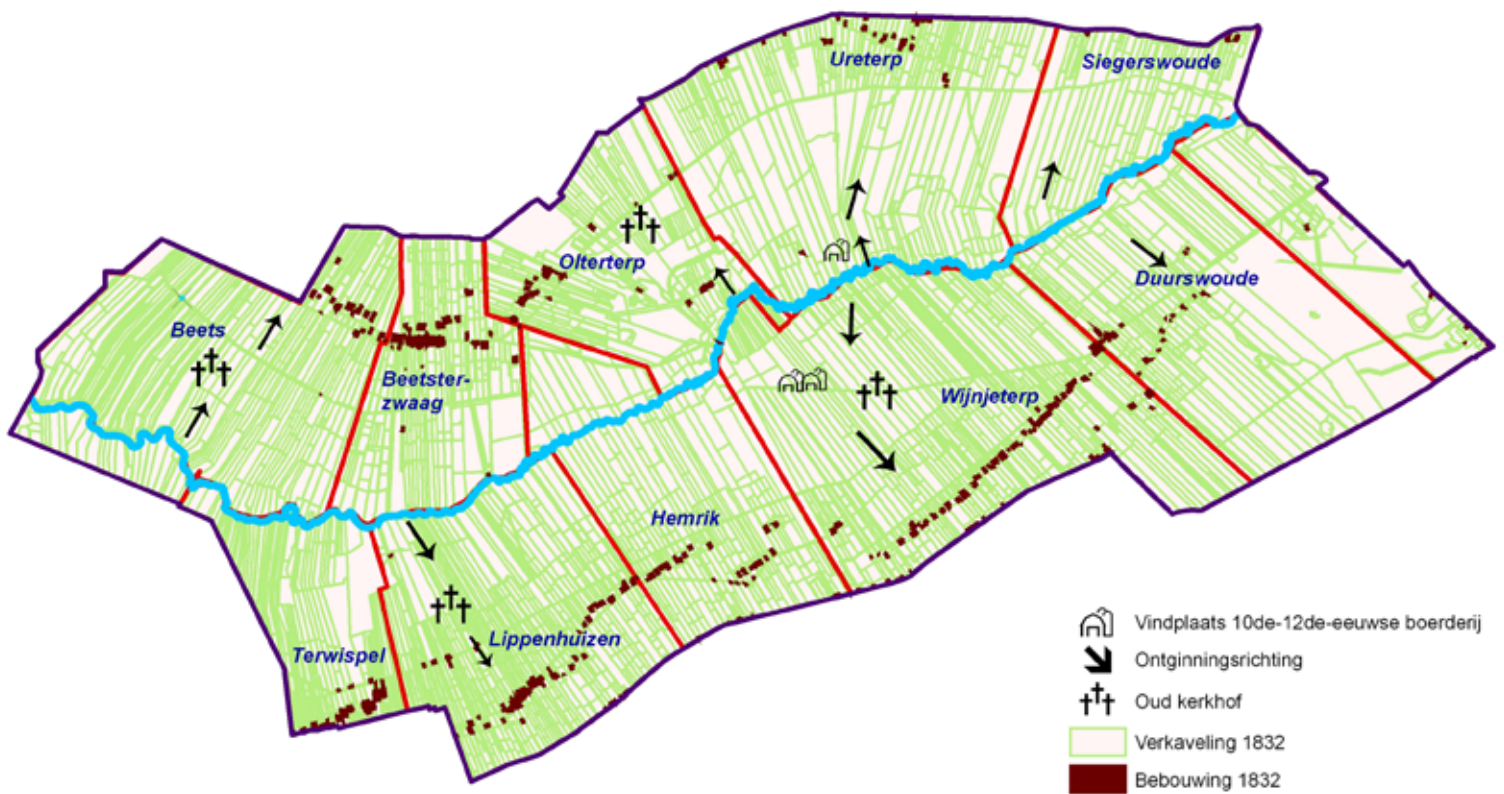 Ureterp
Siegerswoude
Olterterp
Duurswoude
Beets
Beetster-
zwaag
Wijnjeterp
Hemrik
Lippenhuizen
Terwispel
Vindplaats 10de-12de-eeuwse boerderij
Ontginningsrichting
Oud kerkhof
Verkaveling 1832
Bebouwing 1832